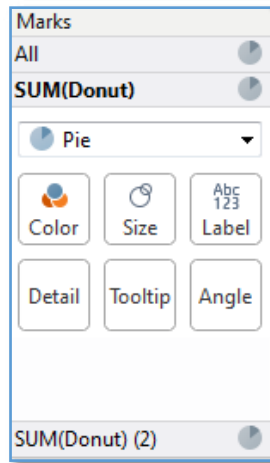 Marks
All
SUM(Donut)
Pie
Abc
123
Color Size Label
Detail Tooltip Angle
SUM(Donut) (2)